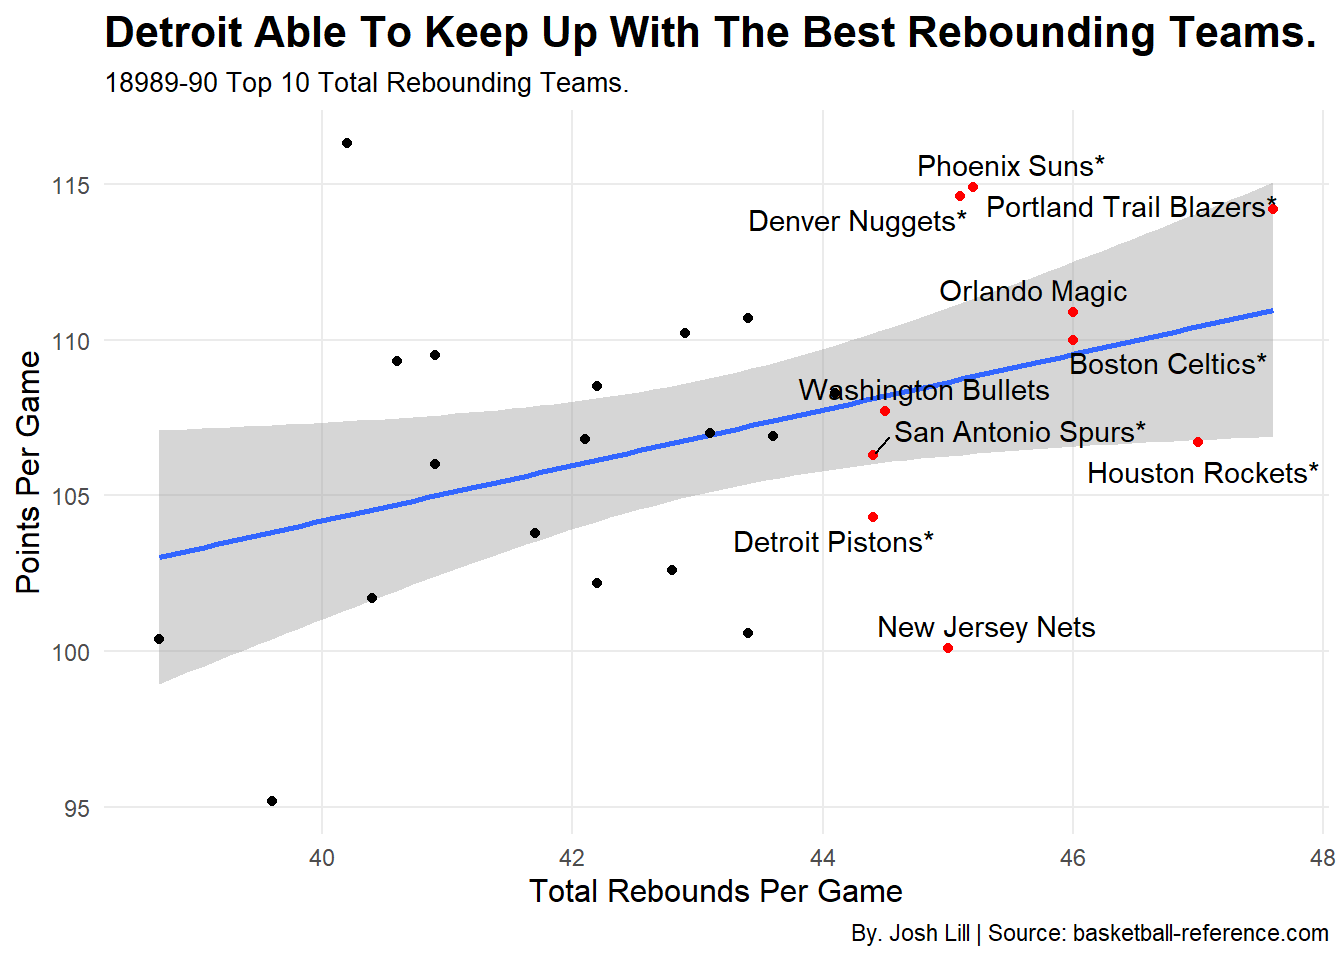 Detroit Able To Keep Up With The Best Rebounding Teams.
18989-90 Top 10 Total Rebounding Teams.
Phoenix Suns*
Denver Nuggets*
Portland Trail Blazers*
Orlando Magic
Boston Celtics*
Washington Bullets
San Antonio Spurs*
Houston Rockets*
Detroit Pistons*
New Jersey Nets
Points Per Game
115
110
105
100
95
40
42
44
46
48
Total Rebounds Per Game
By. Josh Lill | Source: basketball-reference.com